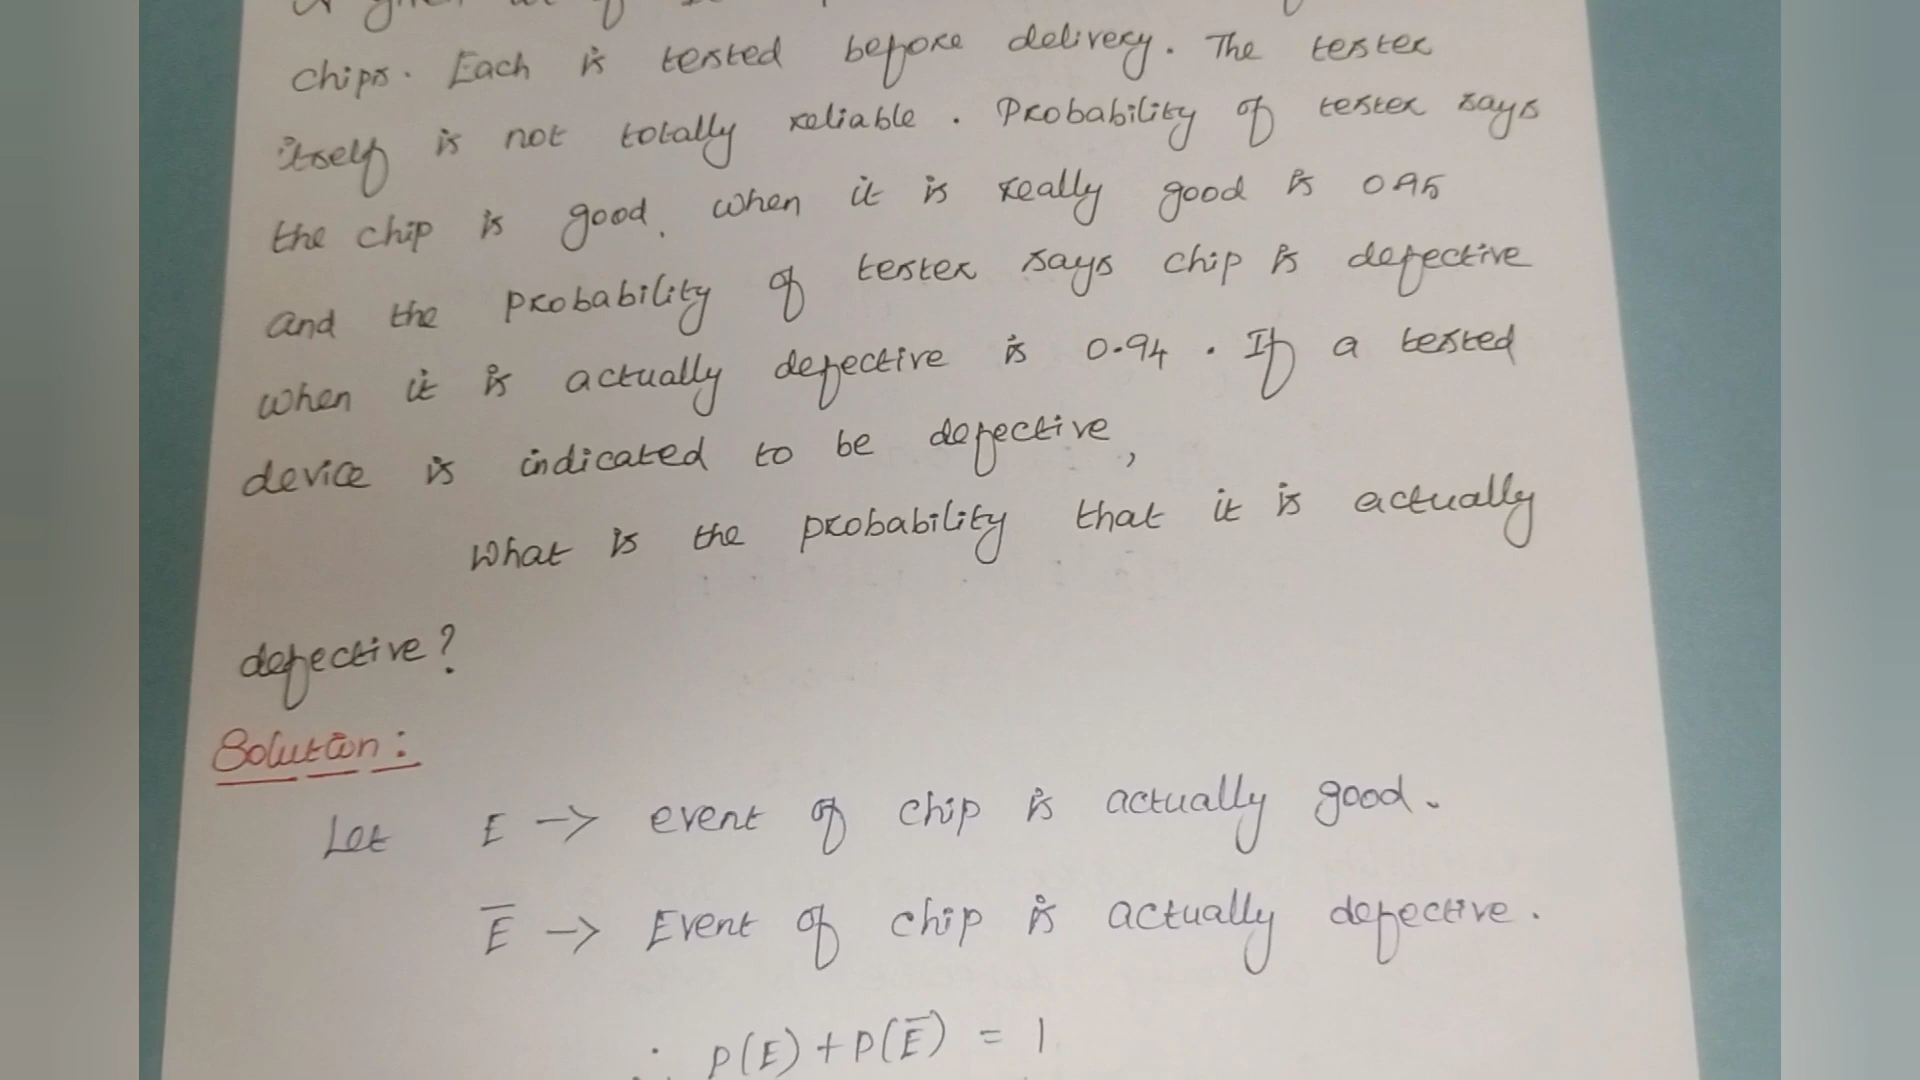 chips. Each is tested before delivery. The tester
itself is not totally reliable. Probability of tester says
the chip is good, when it is really good is 0.95
and the probability of tester says chip is defective
when it is actually defective is 0.94. If a tested
device is indicated to be defective,
What is the probability that it is actually
defective?
Solution:
Let E -> event of chip is actually good.
E̅ -> Event of chip is actually defective.
∴ P(E) + P(E̅) = 1